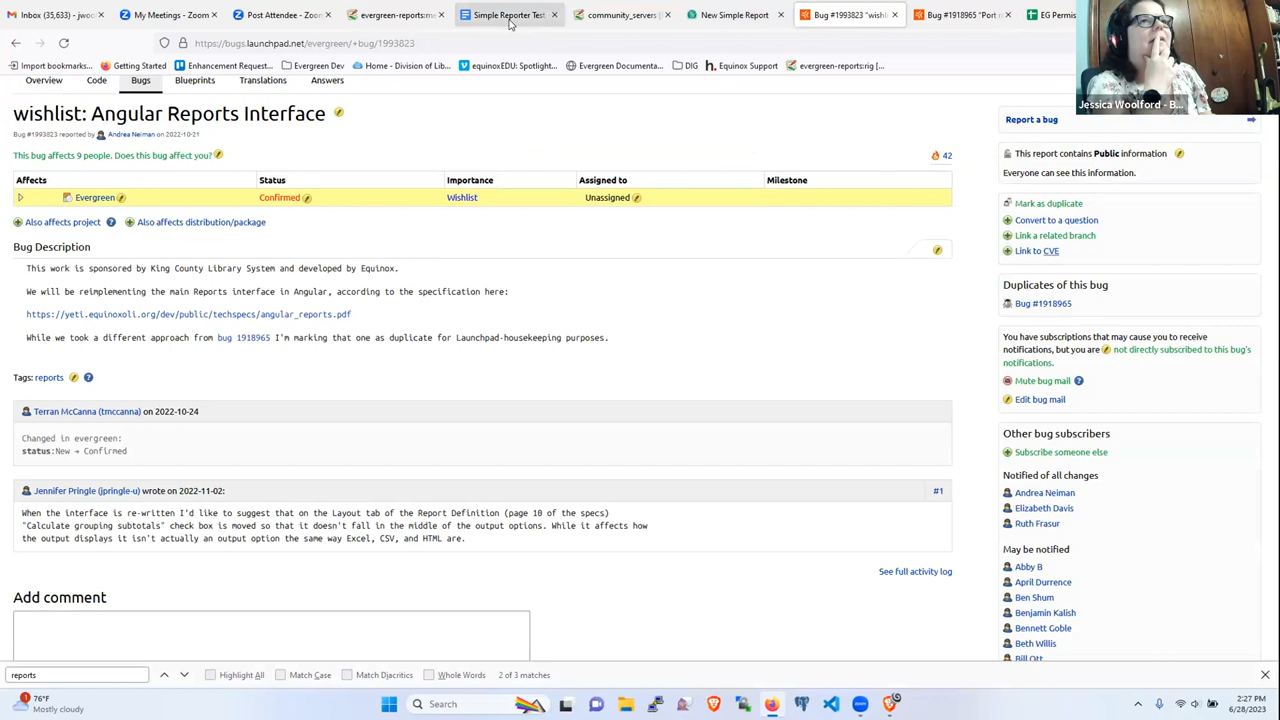 Inbox (35,633) - jwoo
My Meetings - Zoom
Post Attendee - Zoom
evergreen-reports:me
Simple Reporter Test
community_servers [
New Simple Report
Bug #1993823 "wishl
Bug #1918965 "Port n
EG Permis
https://bugs.launchpad.net/evergreen/+bug/1993823
Import bookmarks...
Getting Started
Enhancement Request...
Evergreen Dev
Home - Division of Lib...
equinoxEDU: Spotlight...
Evergreen Documenta...
DIG
Equinox Support
evergreen-reports:rig [...
Jessica Woolford - B...
Overview Code Bugs Blueprints Translations Answers
wishlist: Angular Reports Interface
Bug #1993823 reported by Andrea Neiman on 2022-10-21
This bug affects 9 people. Does this bug affect you?
42
Affects Status Importance Assigned to Milestone
Evergreen Confirmed Wishlist Unassigned
Also affects project Also affects distribution/package
Bug Description
This work is sponsored by King County Library System and developed by Equinox.
We will be reimplementing the main Reports interface in Angular, according to the specification here:
https://yeti.equinoxoli.org/dev/public/techspecs/angular_reports.pdf
While we took a different approach from bug 1918965 I'm marking that one as duplicate for Launchpad-housekeeping purposes.
Tags: reports
Terran McCanna (tmccanna) on 2022-10-24
Changed in evergreen:
status:New → Confirmed
Jennifer Pringle (jpringle-u) wrote on 2022-11-02:
#1
When the interface is re-written I'd like to suggest that on the Layout tab of the Report Definition (page 10 of the specs)
"Calculate grouping subtotals" check box is moved so that it doesn't fall in the middle of the output options. While it affects how
the output displays it isn't actually an output option the same way Excel, CSV, and HTML are.
See full activity log
Add comment
Report a bug
This report contains Public information
Everyone can see this information.
Mark as duplicate
Convert to a question
Link a related branch
Link to CVE
Duplicates of this bug
Bug #1918965
You have subscriptions that may cause you to receive
notifications, but you are not directly subscribed to this bug's
notifications.
Mute bug mail
Edit bug mail
Other bug subscribers
Subscribe someone else
Notified of all changes
Andrea Neiman
Elizabeth Davis
Ruth Frasur
May be notified
Abby B
April Durrence
Ben Shum
Benjamin Kalish
Bennett Goble
Beth Willis
Bill Ott
reports
Highlight All Match Case Match Diacritics Whole Words 2 of 3 matches
1
76°F
Mostly cloudy
Search
2:27 PM
6/28/2023